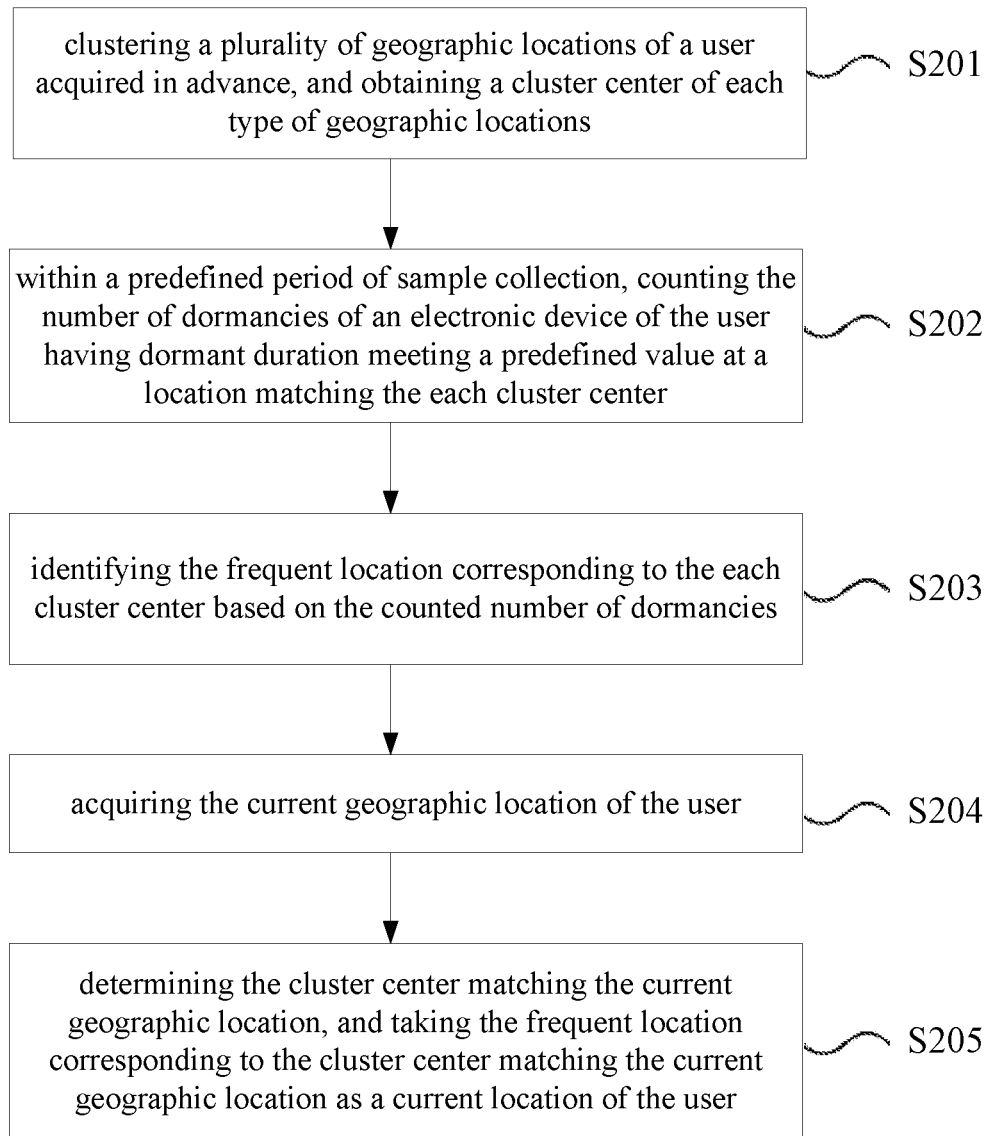 clustering a plurality of geographic locations of a user
acquired in advance, and obtaining a cluster center of each
type of geographic locations
S201
within a predefined period of sample collection, counting the
number of dormancies of an electronic device of the user
having dormant duration meeting a predefined value at a
location matching the each cluster center
S202
identifying the frequent location corresponding to the each
cluster center based on the counted number of dormancies
S203
acquiring the current geographic location of the user
S204
determining the cluster center matching the current
geographic location, and taking the frequent location
corresponding to the cluster center matching the current
geographic location as a current location of the user
S205